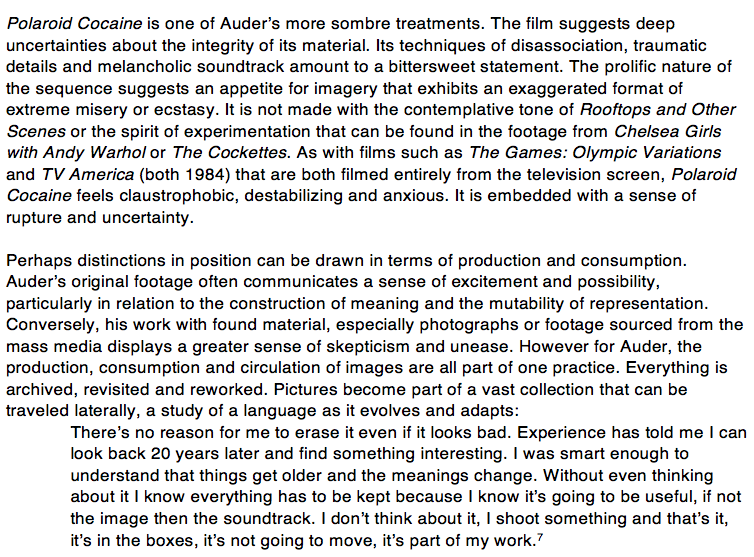 Polaroid Cocaine is one of Auder's more sombre treatments. The film suggests deep
uncertainties about the integrity of its material. Its techniques of disassociation, traumatic
details and melancholic soundtrack amount to a bittersweet statement. The prolific nature of
the sequence suggests an appetite for imagery that exhibits an exaggerated format of
extreme misery or ecstasy. It is not made with the contemplative tone of Rooftops and Other
Scenes or the spirit of experimentation that can be found in the footage from Chelsea Girls
with Andy Warhol or The Cockettes. As with films such as The Games: Olympic Variations
and TV America (both 1984) that are both filmed entirely from the television screen, Polaroid
Cocaine feels claustrophobic, destabilizing and anxious. It is embedded with a sense of
rupture and uncertainty.

Perhaps distinctions in position can be drawn in terms of production and consumption.
Auder's original footage often communicates a sense of excitement and possibility,
particularly in relation to the construction of meaning and the mutability of representation.
Conversely, his work with found material, especially photographs or footage sourced from the
mass media displays a greater sense of skepticism and unease. However for Auder, the
production, consumption and circulation of images are all part of one practice. Everything is
archived, revisited and reworked. Pictures become part of a vast collection that can be
traveled laterally, a study of a language as it evolves and adapts:
There's no reason for me to erase it even if it looks bad. Experience has told me I can
look back 20 years later and find something interesting. I was smart enough to
understand that things get older and the meanings change. Without even thinking
about it I know everything has to be kept because I know it's going to be useful, if not
the image then the soundtrack. I don't think about it, I shoot something and that's it,
it's in the boxes, it's not going to move, it's part of my work.⁷